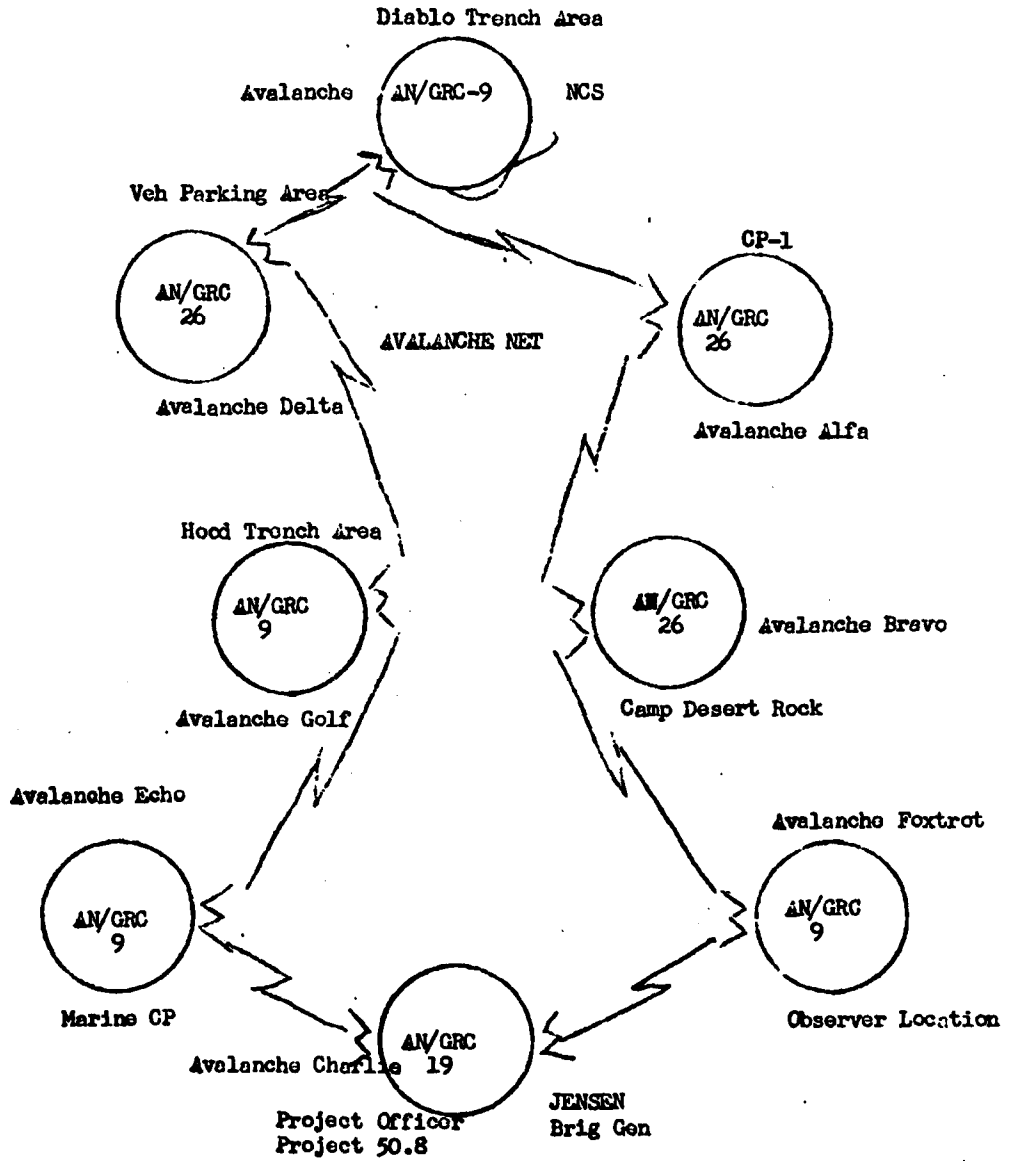 Diablo Trench Area
Avalanche
AN/GRC-9
NCS
Veh Parking Area
CP-1
AN/GRC
26
AN/GRC
26
AVALANCHE NET
Avalanche Delta
Avalanche Alfa
Hood Trench Area
AN/GRC
9
AN/GRC
26
Avalanche Bravo
Avalanche Golf
Camp Desert Rock
Avalanche Echo
Avalanche Foxtrot
AN/GRC
9
AN/GRC
9
Marine CP
Observer Location
AN/GRC
19
Avalanche Charlie
Project Officer
Project 50.8
JENSEN
Brig Gen